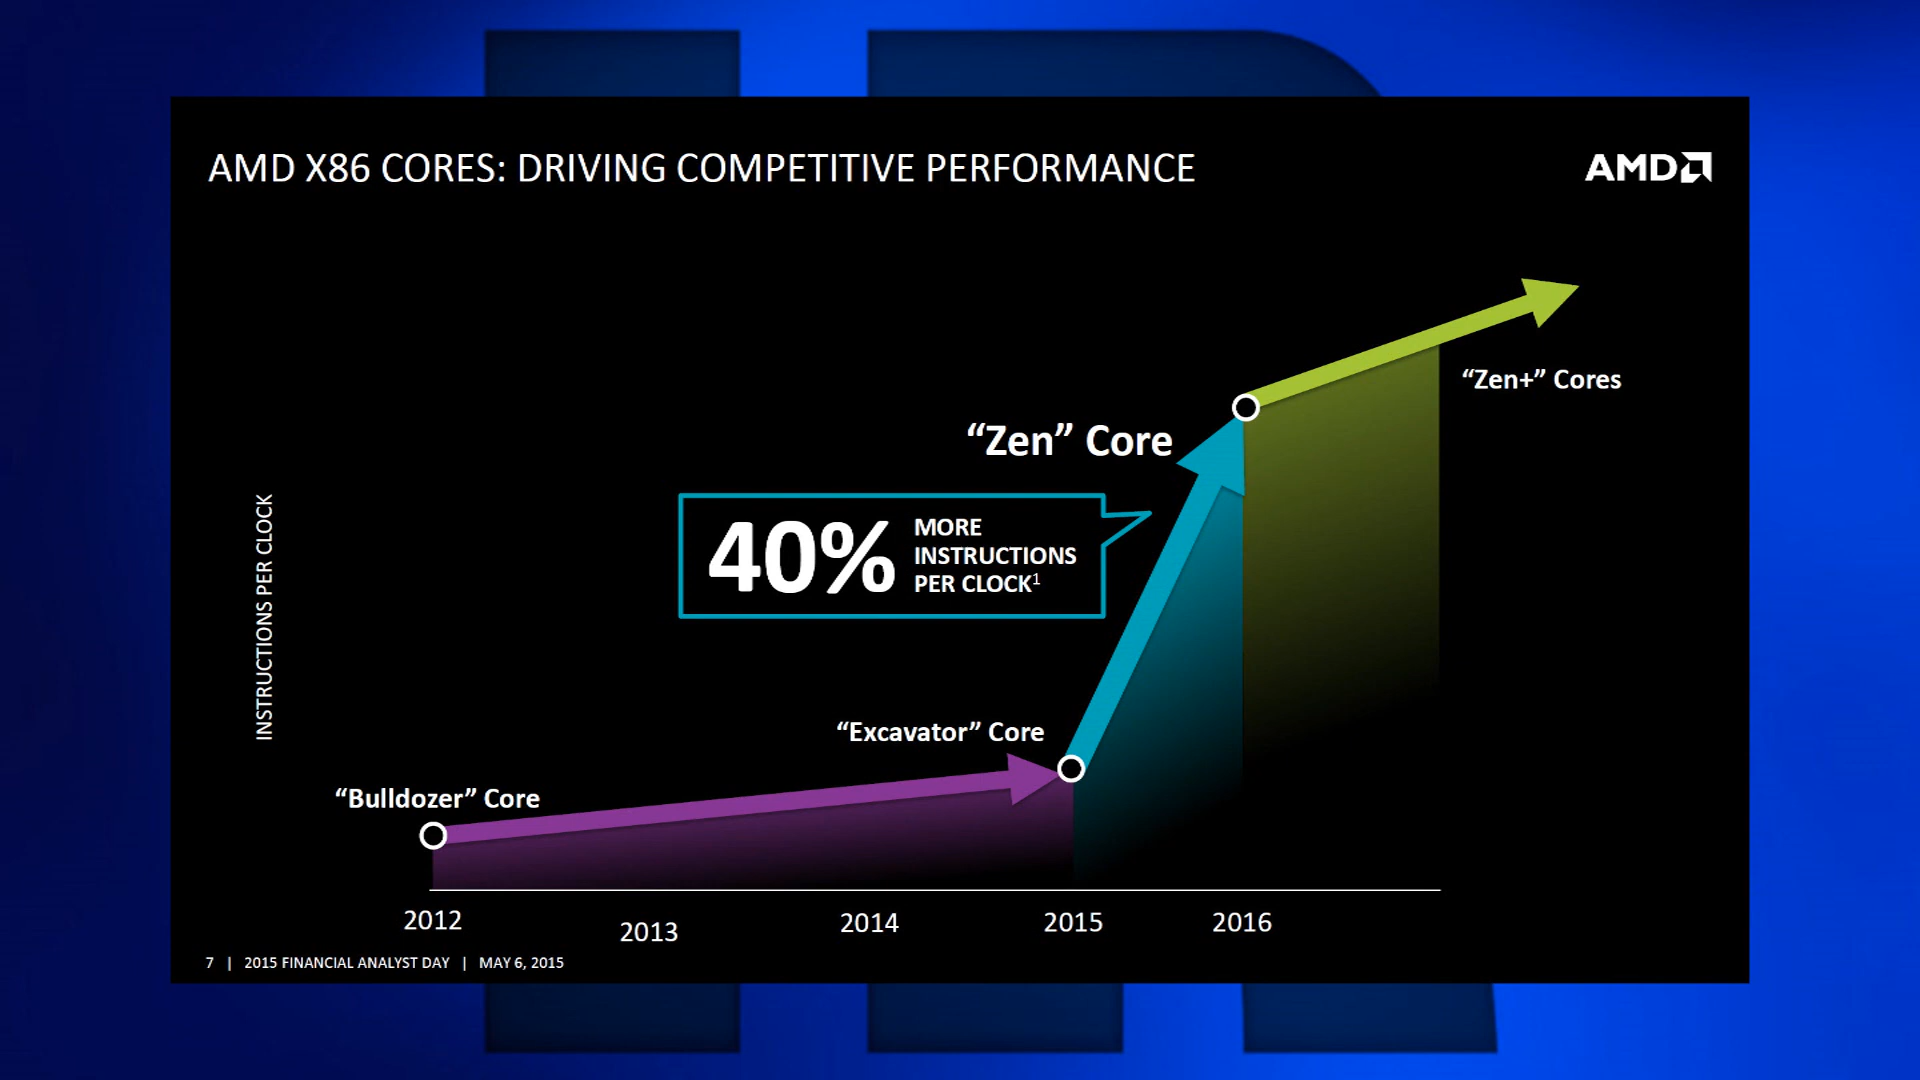 AMD X86 CORES: DRIVING COMPETITIVE PERFORMANCE
AMD
“Zen+” Cores
“Zen” Core
40%
MORE
INSTRUCTIONS
PER CLOCK¹
INSTRUCTIONS PER CLOCK
“Excavator” Core
“Bulldozer” Core
2012
2013
2014
2015
2016
7 | 2015 FINANCIAL ANALYST DAY | MAY 6, 2015